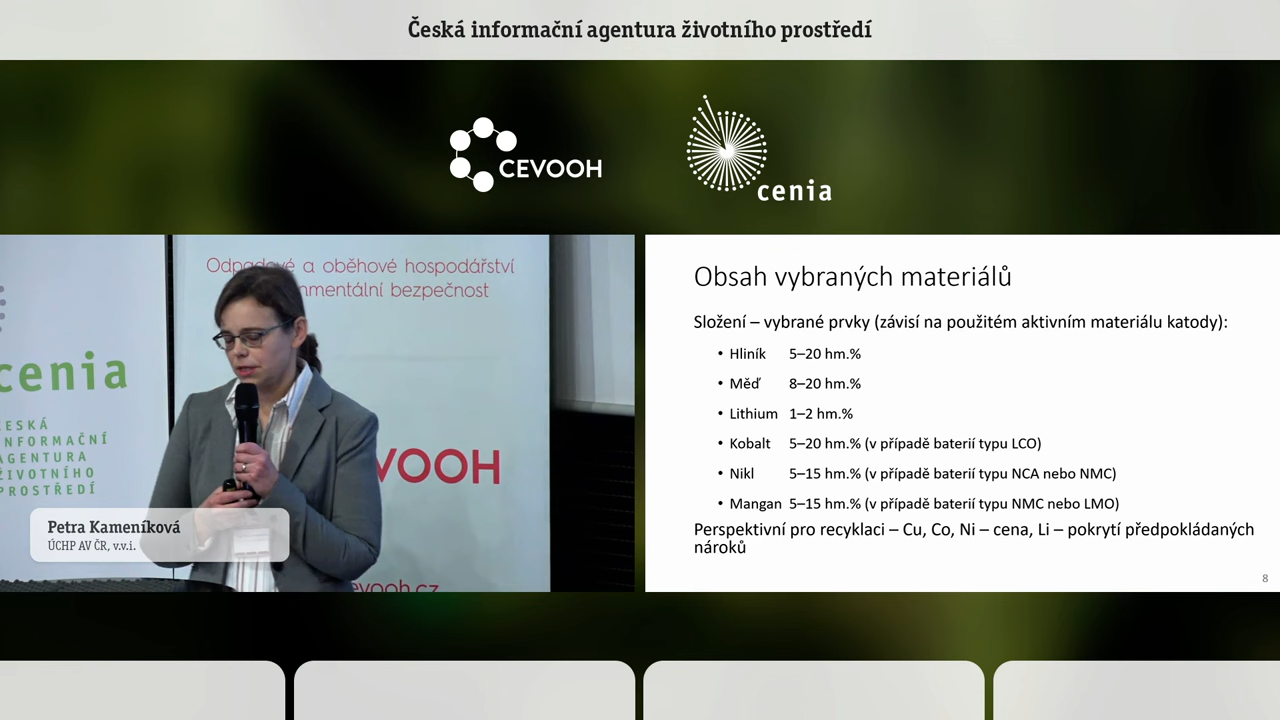 Česká informační agentura životního prostředí
CEVOOH
cenia
Odpadové a oběhové hospodářství
bezpečnost
cenia
ČESKÁ
INFORMAČNÍ
AGENTURA
ŽIVOTNÍHO
PROSTŘEDÍ
VOOH
evooh.cz
Petra Kameníková
ÚCHP AV ČR, v.v.i.
Obsah vybraných materiálů
Složení – vybrané prvky (závisí na použitém aktivním materiálu katody):
• Hliník 5–20 hm.%
• Měď 8–20 hm.%
• Lithium 1–2 hm.%
• Kobalt 5–20 hm.% (v případě baterií typu LCO)
• Nikl 5–15 hm.% (v případě baterií typu NCA nebo NMC)
• Mangan 5–15 hm.% (v případě baterií typu NMC nebo LMO)
Perspektivní pro recyklaci – Cu, Co, Ni – cena, Li – pokrytí předpokládaných
nároků
8